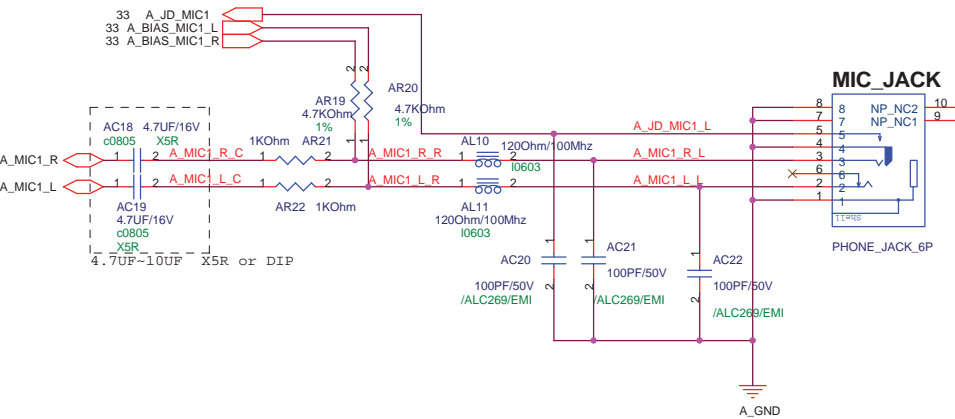 33 A_JD_MIC1
33 A_BIAS_MIC1_L
33 A_BIAS_MIC1_R
MIC_JACK
2 2
AR19
4.7KOhm
1%
AR20
4.7KOhm
1%
1 1
8 8 NP_NC2 10
7 7 NP_NC1 9
A_JD_MIC1_L 5 5
4 4
3 3
6 6
2 2
1 1
Shell
PHONE_JACK_6P
AC18 4.7UF/16V
c0805 X5R
A_MIC1_R 1 2 A_MIC1_R_C 1KOhm AR21 1 2 A_MIC1_R_R AL10 1 2 120Ohm/100Mhz l0603 A_MIC1_R_L
A_MIC1_L 1 2 A_MIC1_L_C 1 2 A_MIC1_L_R 1 2 A_MIC1_L_L
AC19
4.7UF/16V
c0805
X5R
AR22 1KOhm
AL11
120Ohm/100Mhz
l0603
4.7UF~10UF X5R or DIP
1 1 1
AC20
100PF/50V
/ALC269/EMI
AC21
100PF/50V
/ALC269/EMI
AC22
100PF/50V
/ALC269/EMI
2 2 2
A_GND